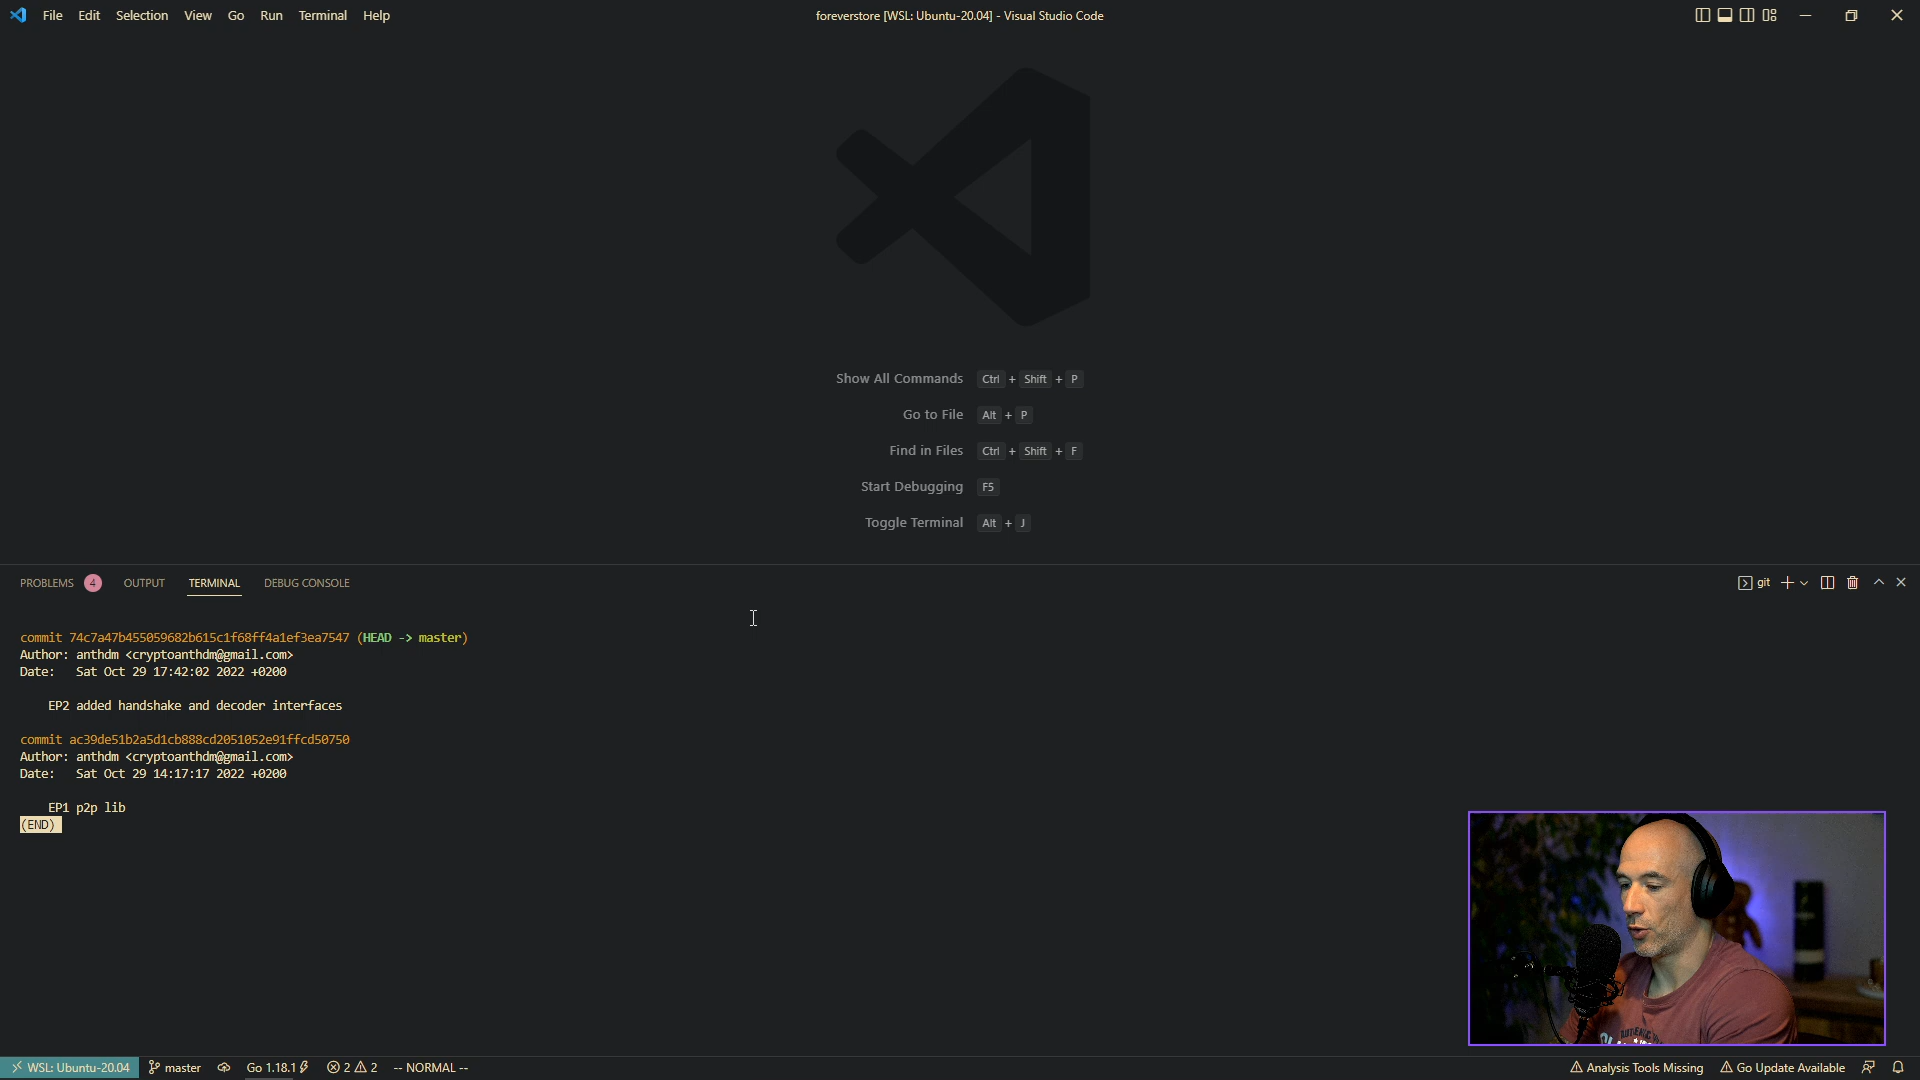 File Edit Selection View Go Run Terminal Help
foreverstore [WSL: Ubuntu-20.04] - Visual Studio Code
Show All Commands Ctrl + Shift + P
Go to File Alt + P
Find in Files Ctrl + Shift + F
Start Debugging F5
Toggle Terminal Alt + J
PROBLEMS 4 OUTPUT TERMINAL DEBUG CONSOLE
git
commit 74c7a47b455059682b615c1f68ff4a1ef3ea7547 (HEAD -> master)
Author: anthdm <cryptoanthdm@gmail.com>
Date: Sat Oct 29 17:42:02 2022 +0200
EP2 added handshake and decoder interfaces
commit ac39de51b2a5d1cb888cd2051052e91ffcd50750
Author: anthdm <cryptoanthdm@gmail.com>
Date: Sat Oct 29 14:17:17 2022 +0200
EP1 p2p lib
(END)
WSL: Ubuntu-20.04 master Go 1.18.1 2 2 -- NORMAL --
Analysis Tools Missing Go Update Available